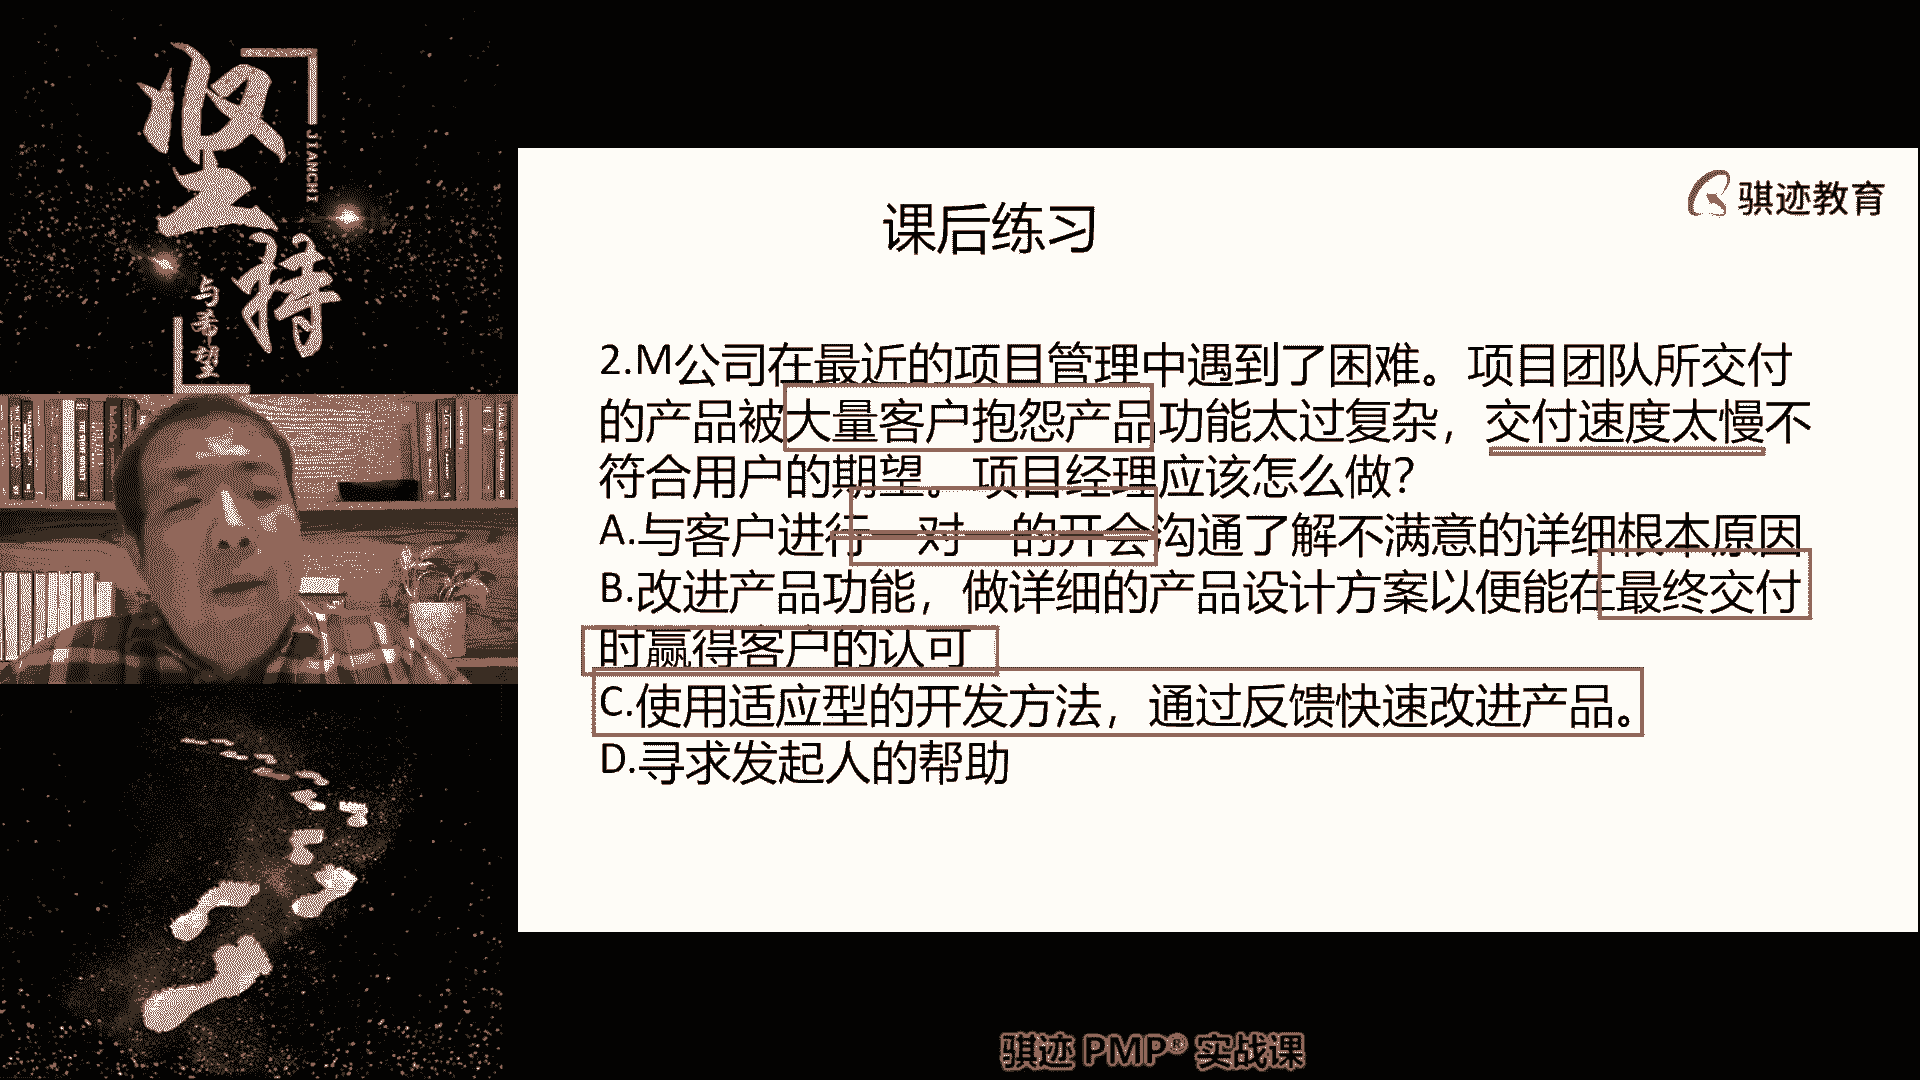 坚持
JIANCHI
与希望
骐迹教育
课后练习
2.M公司在最近的项目管理中遇到了困难。项目团队所交付
的产品被大量客户抱怨产品功能太过复杂，交付速度太慢不
符合用户的期望。项目经理应该怎么做？
A.与客户进行一对一的开会沟通了解不满意的详细根本原因
B.改进产品功能，做详细的产品设计方案以便能在最终交付
时赢得客户的认可
C.使用适应型的开发方法，通过反馈快速改进产品。
D.寻求发起人的帮助
骐迹 PMP® 实战课